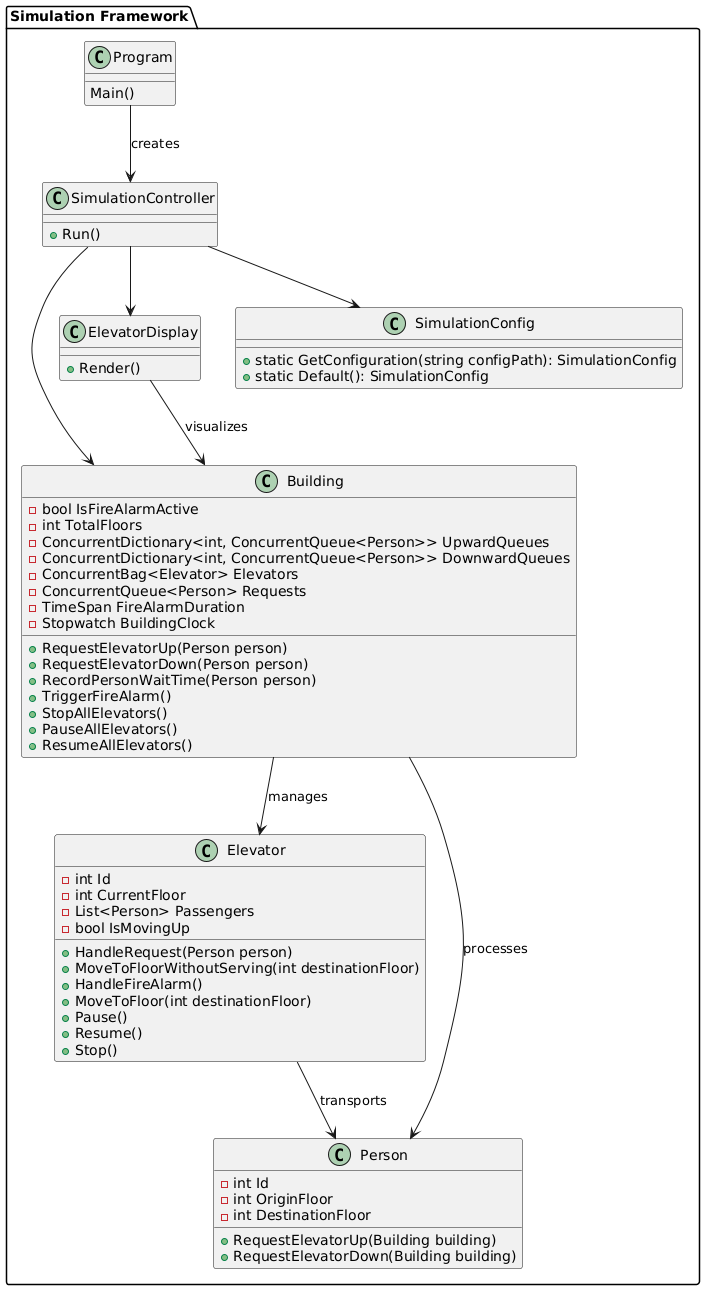 Simulation Framework
C Program
Main()
creates
C SimulationController
Run()
C ElevatorDisplay
Render()
C SimulationConfig
static GetConfiguration(string configPath): SimulationConfig
static Default(): SimulationConfig
visualizes
C Building
bool IsFireAlarmActive
int TotalFloors
ConcurrentDictionary<int, ConcurrentQueue<Person>> UpwardQueues
ConcurrentDictionary<int, ConcurrentQueue<Person>> DownwardQueues
ConcurrentBag<Elevator> Elevators
ConcurrentQueue<Person> Requests
TimeSpan FireAlarmDuration
Stopwatch BuildingClock
RequestElevatorUp(Person person)
RequestElevatorDown(Person person)
RecordPersonWaitTime(Person person)
TriggerFireAlarm()
StopAllElevators()
PauseAllElevators()
ResumeAllElevators()
manages
C Elevator
int Id
int CurrentFloor
List<Person> Passengers
bool IsMovingUp
HandleRequest(Person person)
MoveToFloorWithoutServing(int destinationFloor)
HandleFireAlarm()
MoveToFloor(int destinationFloor)
Pause()
Resume()
Stop()
processes
transports
C Person
int Id
int OriginFloor
int DestinationFloor
RequestElevatorUp(Building building)
RequestElevatorDown(Building building)